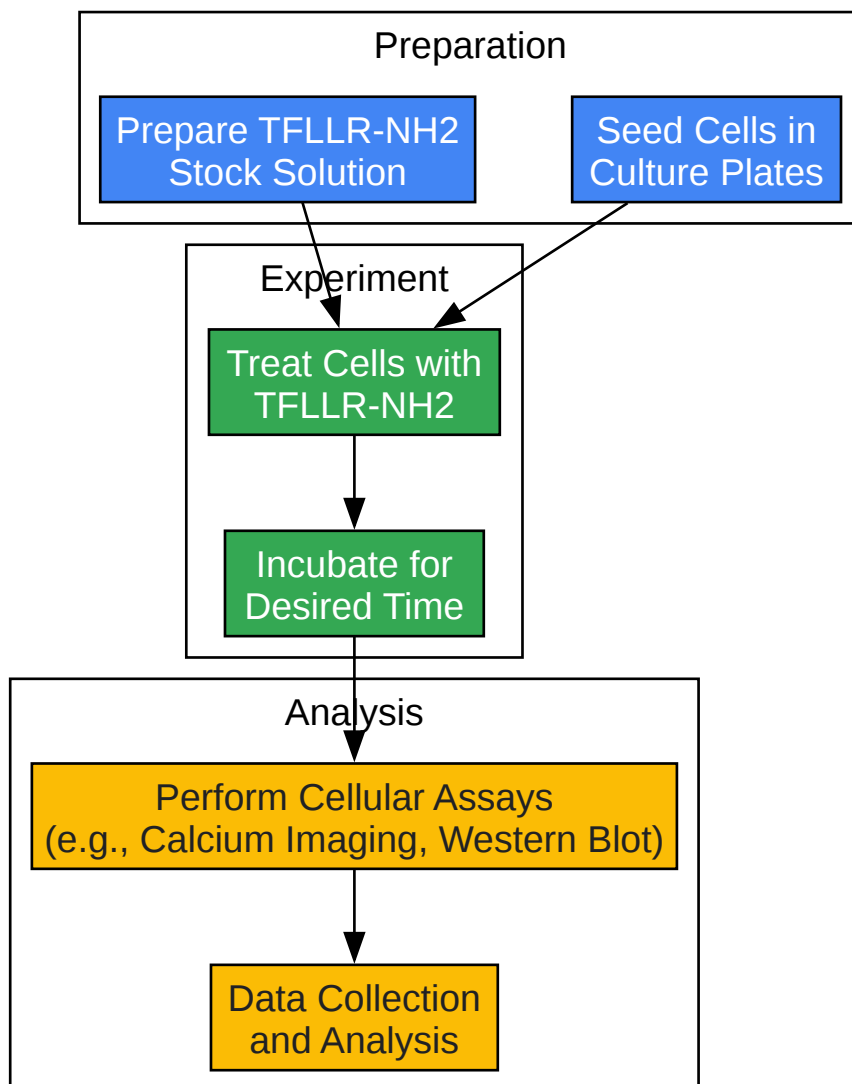 Preparation
Prepare TFLLR-NH2
Stock Solution
Seed Cells in
Culture Plates
Experiment
Treat Cells with
TFLLR-NH2
Incubate for
Desired Time
Analysis
Perform Cellular Assays
(e.g., Calcium Imaging, Western Blot)
Data Collection
and Analysis